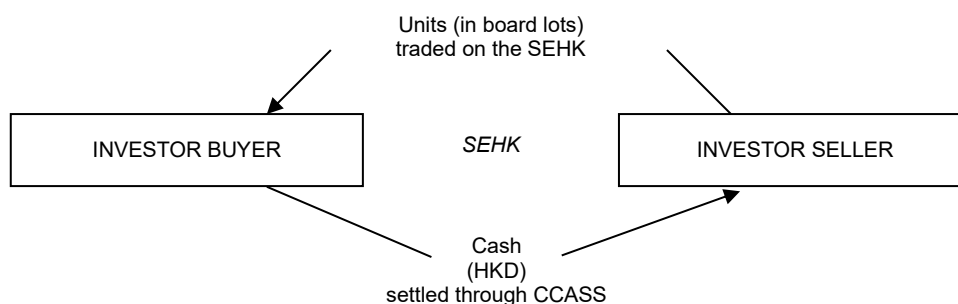 Units (in board lots)
traded on the SEHK
INVESTOR BUYER
SEHK
INVESTOR SELLER
Cash
(HKD)
settled through CCASS